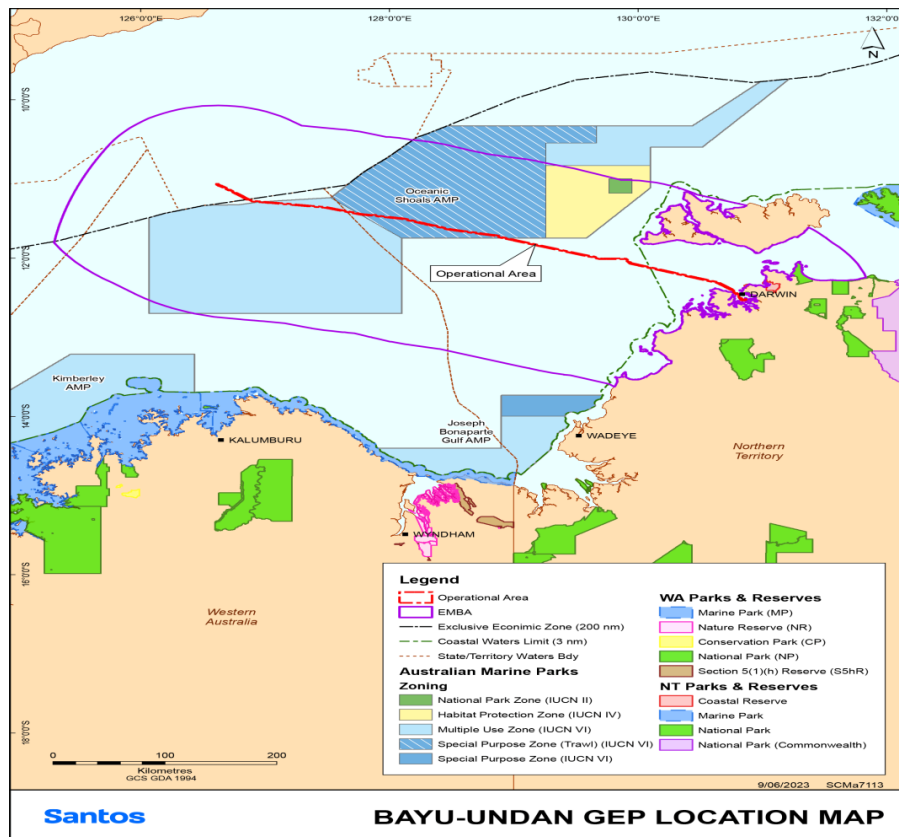 126°0'0"E
128°0'0"E
130°0'0"E
132°0'0"E
N
10°0'0"S
12°0'0"S
14°0'0"S
16°0'0"S
18°0'0"S
Oceanic
Shoals AMP
Operational Area
DARWIN
Kimberley
AMP
KALUMBURU
Joseph
Bonaparte
Gulf AMP
WADEYE
Northern
Territory
WYNDHAM
Western
Australia
Legend
Operational Area
EMBA
Exclusive Econimic Zone (200 nm)
Coastal Waters Limit (3 nm)
State/Territory Waters Bdy
Australian Marine Parks
Zoning
National Park Zone (IUCN II)
Habitat Protection Zone (IUCN IV)
Multiple Use Zone (IUCN VI)
Special Purpose Zone (Trawl) (IUCN VI)
Special Purpose Zone (IUCN VI)
WA Parks & Reserves
Marine Park (MP)
Nature Reserve (NR)
Conservation Park (CP)
National Park (NP)
Section 5(1)(h) Reserve (S5hR)
NT Parks & Reserves
Coastal Reserve
Marine Park
National Park
National Park (Commonwealth)
0 100 200
Kilometres
GCS GDA 1994
9/06/2023 SCMa7113
Santos
BAYU-UNDAN GEP LOCATION MAP